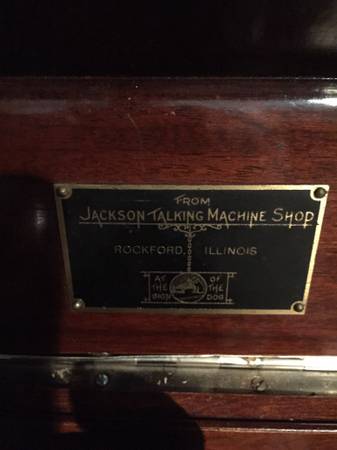 FROM
JACKSON TALKING MACHINE SHOP
ROCKFORD, ILLINOIS
AT OF
THE THE
SIGN DOG